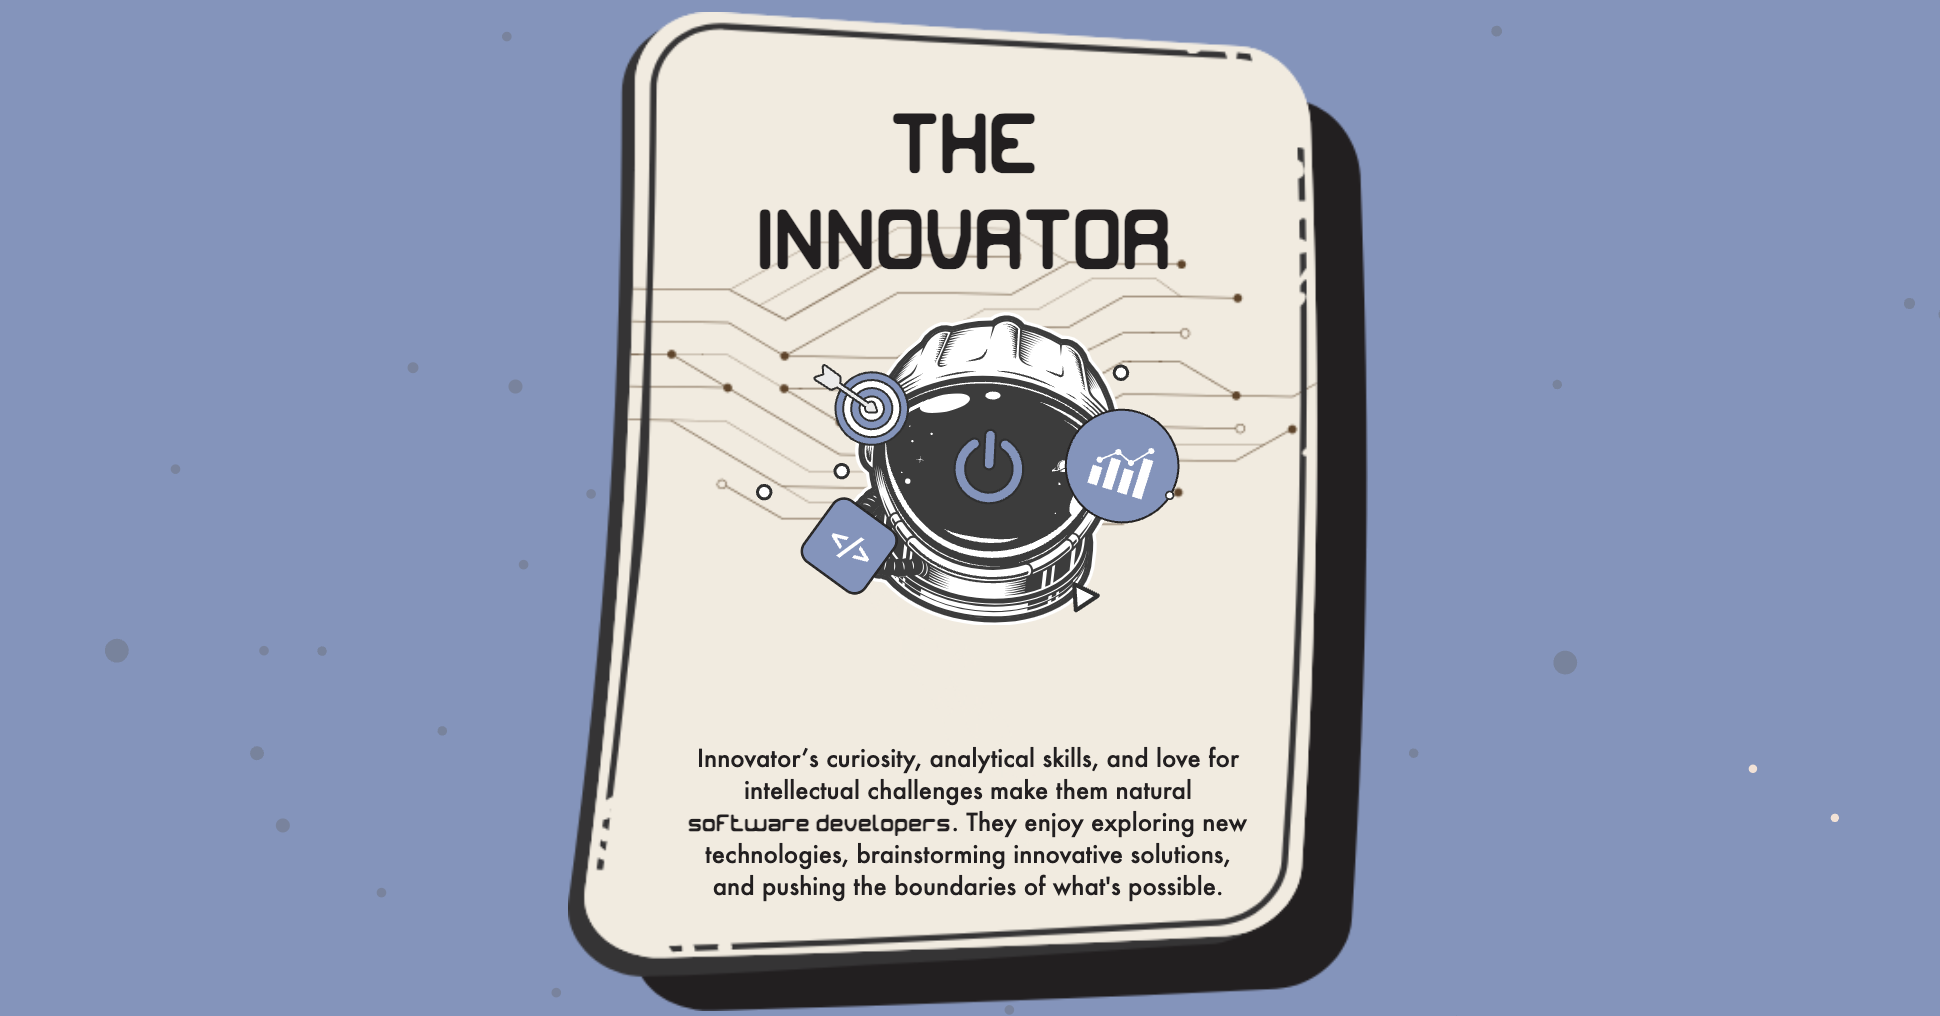 THE
INNOVATOR
</>
Innovator’s curiosity, analytical skills, and love for
intellectual challenges make them natural
software developers. They enjoy exploring new
technologies, brainstorming innovative solutions,
and pushing the boundaries of what's possible.